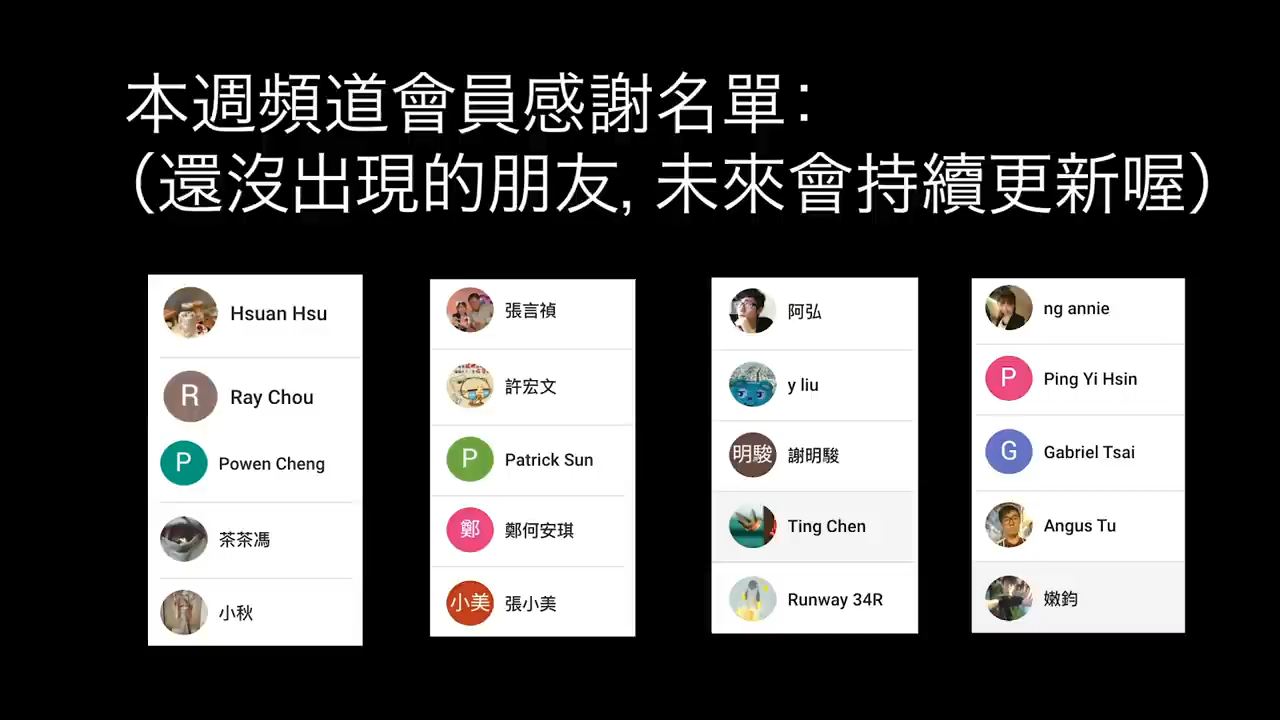 本週頻道會員感謝名單：
（還沒出現的朋友, 未來會持續更新喔）
Hsuan Hsu
R
Ray Chou
P
Powen Cheng
茶茶馮
小秋
張言禎
許宏文
P
Patrick Sun
鄭
鄭何安琪
小美
張小美
阿弘
y liu
明駿
謝明駿
Ting Chen
Runway 34R
ng annie
P
Ping Yi Hsin
G
Gabriel Tsai
Angus Tu
嫩鈞